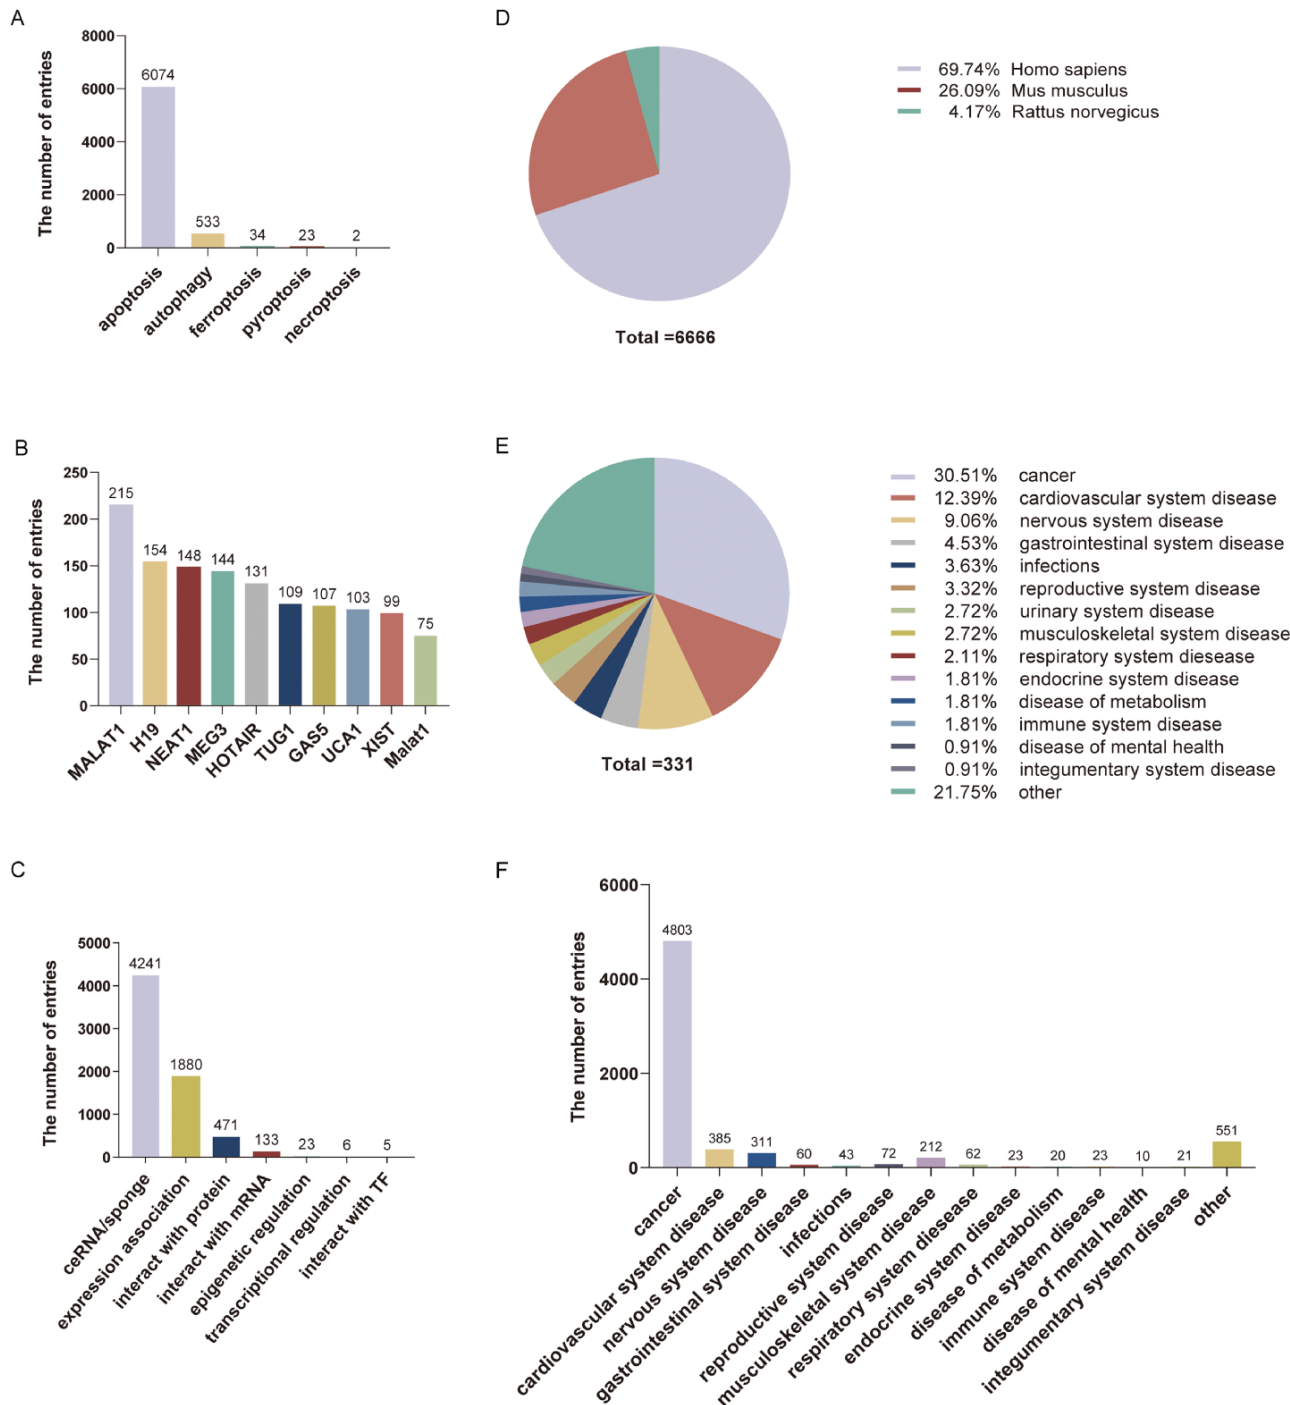 A
The number of entries
8000
6000
4000
2000
0
6074
533
34
23
2
apoptosis
autophagy
ferroptosis
pyroptosis
necroptosis
D
69.74% Homo sapiens
26.09% Mus musculus
4.17% Rattus norvegicus
Total =6666
B
The number of entries
250
200
150
100
50
0
215
154
148
144
131
109
107
103
99
75
MALAT1
H19
NEAT1
MEG3
HOTAIR
TUG1
GAS5
UCA1
XIST
Malat1
E
30.51% cancer
12.39% cardiovascular system disease
9.06% nervous system disease
4.53% gastrointestinal system disease
3.63% infections
3.32% reproductive system disease
2.72% urinary system disease
2.72% musculoskeletal system disease
2.11% respiratory system diesease
1.81% endocrine system disease
1.81% disease of metabolism
1.81% immune system disease
0.91% disease of mental health
0.91% integumentary system disease
21.75% other
Total =331
C
The number of entries
5000
4000
3000
2000
1000
0
4241
1880
471
133
23
6
5
ceRNA/sponge
expression association
interact with protein
interact with mRNA
epigenetic regulation
transcriptional regulation
interact with TF
F
The number of entries
6000
4000
2000
0
4803
385
311
60
43
72
212
62
23
20
23
10
21
551
cancer
cardiovascular system disease
nervous system disease
gastrointestinal system disease
infections
reproductive system disease
musculoskeletal system disease
respiratory system diesease
endocrine system disease
disease of metabolism
immune system disease
disease of mental health
integumentary system disease
other